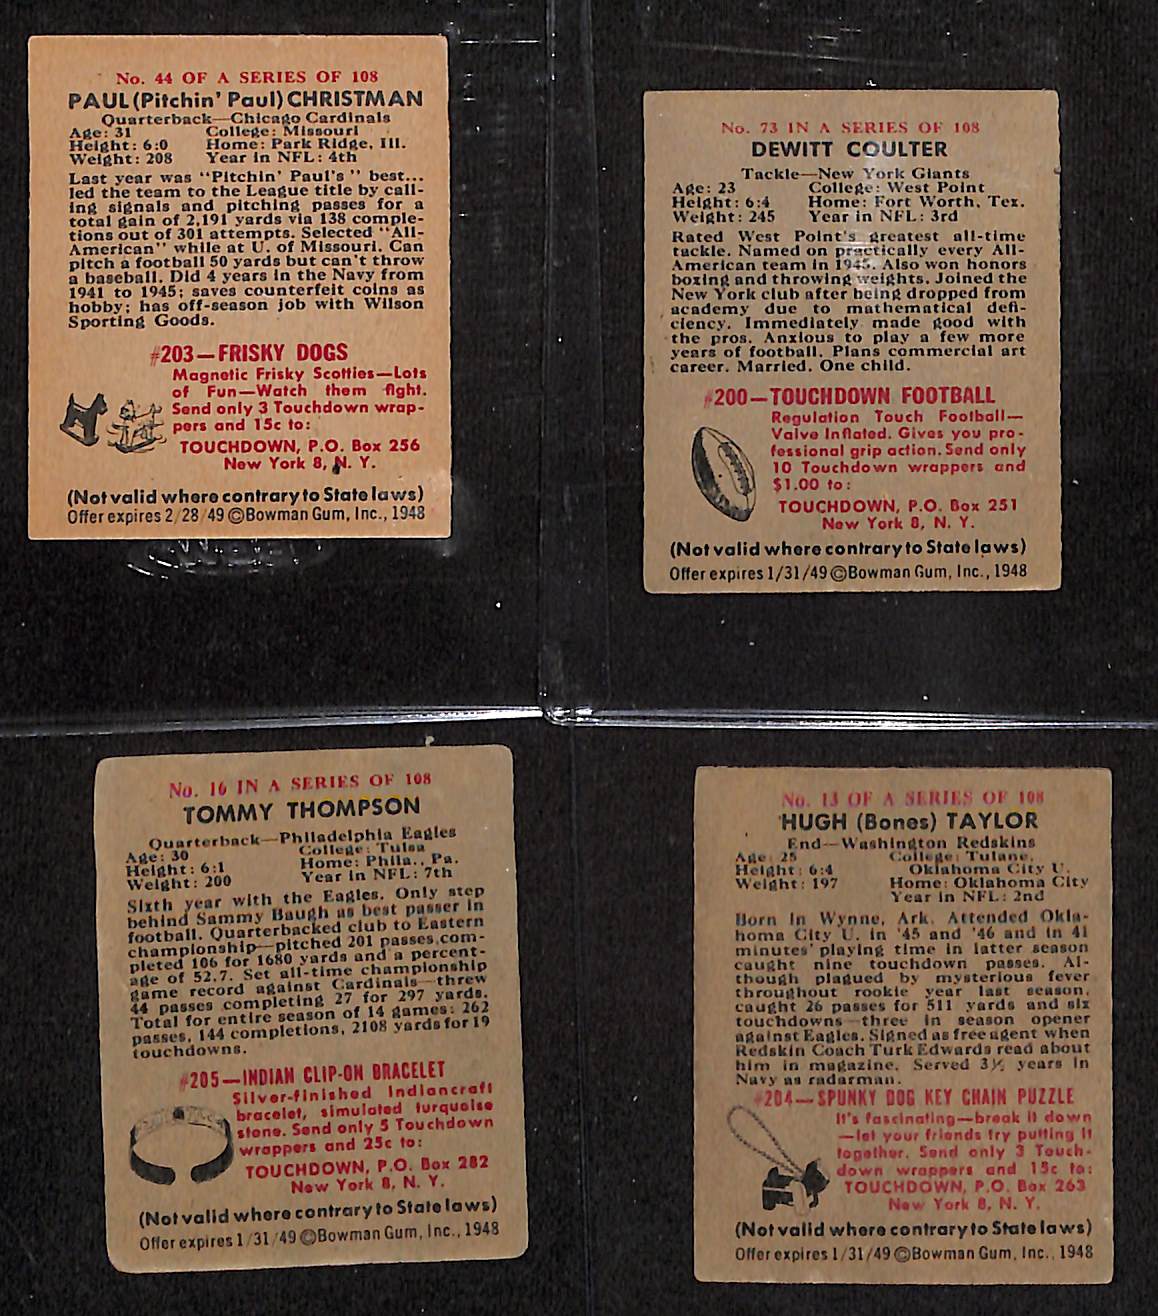 No. 44 OF A SERIES OF 108
PAUL (Pitchin' Paul) CHRISTMAN
Quarterback—Chicago Cardinals
Age: 31 College: Missouri
Height: 6:0 Home: Park Ridge, Ill.
Weight: 208 Year in NFL: 4th
Last year was "Pitchin' Paul's" best...
led the team to the League title by call-
ing signals and pitching passes for a
total gain of 2,191 yards via 138 comple-
tions out of 301 attempts. Selected "All-
American" while at U. of Missouri. Can
pitch a football 50 yards but can't throw
a baseball. Did 4 years in the Navy from
1941 to 1945; saves counterfeit coins as
hobby; has off-season job with Wilson
Sporting Goods.
#203—FRISKY DOGS
Magnetic Frisky Scotties—Lots
of Fun—Watch them fight.
Send only 3 Touchdown wrap-
pers and 15c to:
TOUCHDOWN, P.O. Box 256
New York 8, N. Y.
(Not valid where contrary to State laws)
Offer expires 2/28/49 ©Bowman Gum, Inc., 1948
No. 73 IN A SERIES OF 108
DEWITT COULTER
Tackle—New York Giants
Age: 23 College: West Point
Height: 6:4 Home: Fort Worth, Tex.
Weight: 245 Year in NFL: 3rd
Rated West Point's greatest all-time
tackle. Named on practically every All-
American team in 1945. Also won honors
boxing and throwing weights. Joined the
New York club after being dropped from
academy due to mathematical defi-
ciency. Immediately made good with
the pros. Anxious to play a few more
years of football. Plans commercial art
career. Married. One child.
#200—TOUCHDOWN FOOTBALL
Regulation Touch Football—
Valve Inflated. Gives you pro-
fessional grip action. Send only
10 Touchdown wrappers and
$1.00 to:
TOUCHDOWN, P.O. Box 251
New York 8, N. Y.
(Not valid where contrary to State laws)
Offer expires 1/31/49 ©Bowman Gum, Inc., 1948
No. 16 IN A SERIES OF 108
TOMMY THOMPSON
Quarterback—Philadelphia Eagles
Age: 30 College: Tulsa
Height: 6:1 Home: Phila., Pa.
Weight: 200 Year in NFL: 7th
Sixth year with the Eagles. Only step
behind Sammy Baugh as best passer in
football. Quarterbacked club to Eastern
championship—pitched 201 passes, com-
pleted 106 for 1680 yards and a percent-
age of 52.7. Set all-time championship
game record against Cardinals—threw
44 passes completing 27 for 297 yards.
Total for entire season of 14 games: 262
passes, 144 completions, 2108 yards for 19
touchdowns.
#205—INDIAN CLIP-ON BRACELET
Silver-finished Indiancraft
bracelet, simulated turquoise
stone. Send only 5 Touchdown
wrappers and 25c to:
TOUCHDOWN, P.O. Box 282
New York 8, N. Y.
(Not valid where contrary to State laws)
Offer expires 1/31/49 ©Bowman Gum, Inc., 1948
No. 13 OF A SERIES OF 108
HUGH (Bones) TAYLOR
End—Washington Redskins
Age: 25 College: Tulane,
Height: 6:4 Oklahoma City U.
Weight: 197 Home: Oklahoma City
Year in NFL: 2nd
Born in Wynne, Ark. Attended Okla-
homa City U. in '45 and '46 and in 41
minutes' playing time in latter season
caught nine touchdown passes. Al-
though plagued by mysterious fever
throughout rookie year last season,
caught 26 passes for 511 yards and six
touchdowns—three in season opener
against Eagles. Signed as free agent when
Redskin Coach Turk Edwards read about
him in magazine. Served 3½ years in
Navy as radarman.
#204—SPUNKY DOG KEY CHAIN PUZZLE
It's fascinating—break it down
—let your friends try putting it
together. Send only 3 Touch-
down wrappers and 15c to:
TOUCHDOWN, P.O. Box 263
New York 8, N. Y.
(Not valid where contrary to State laws)
Offer expires 1/31/49 ©Bowman Gum, Inc. 1948